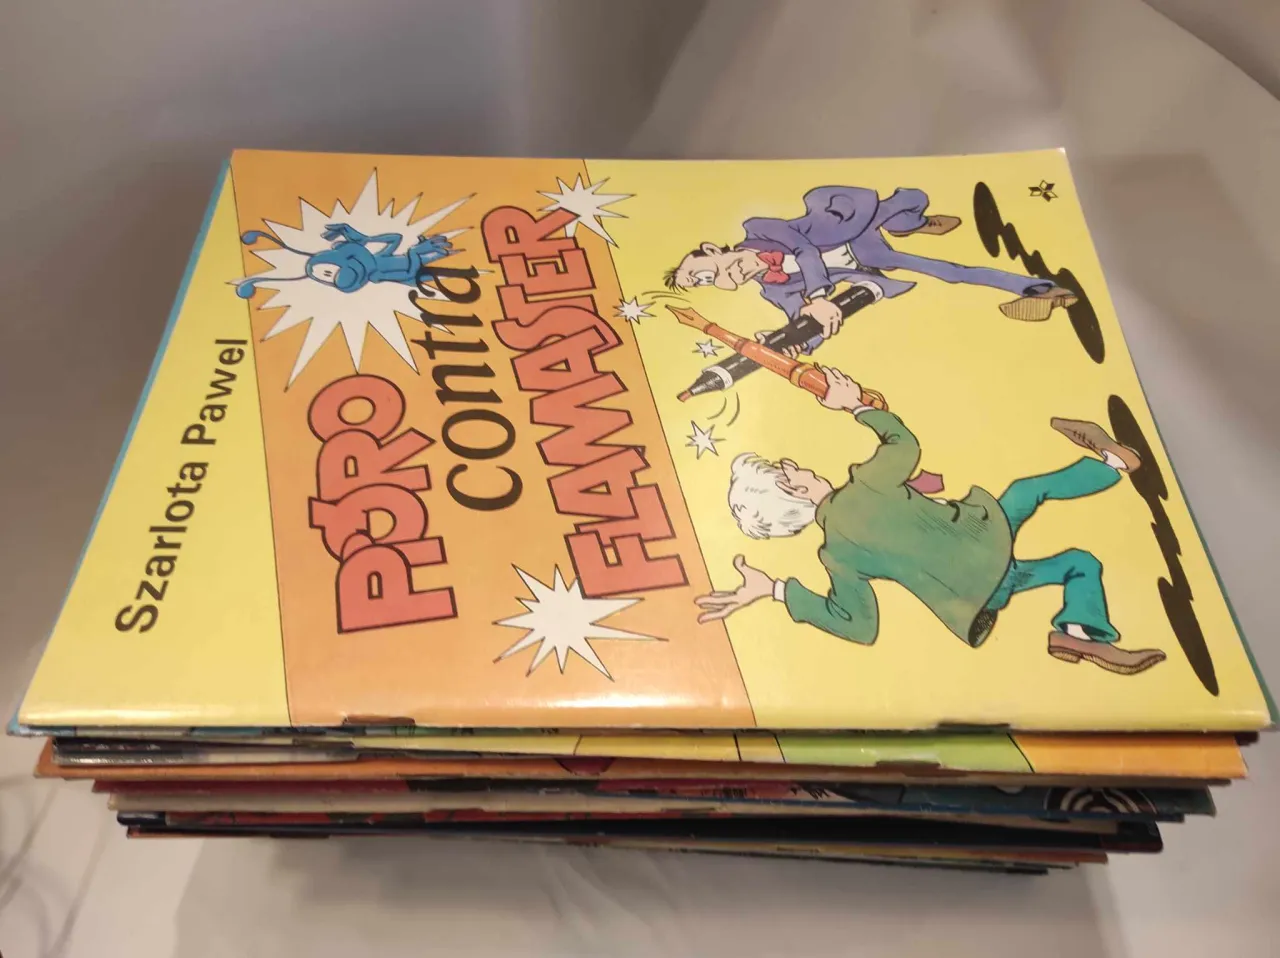 Szarlota Pawel
PIÓRO
contra
FLAMASTER